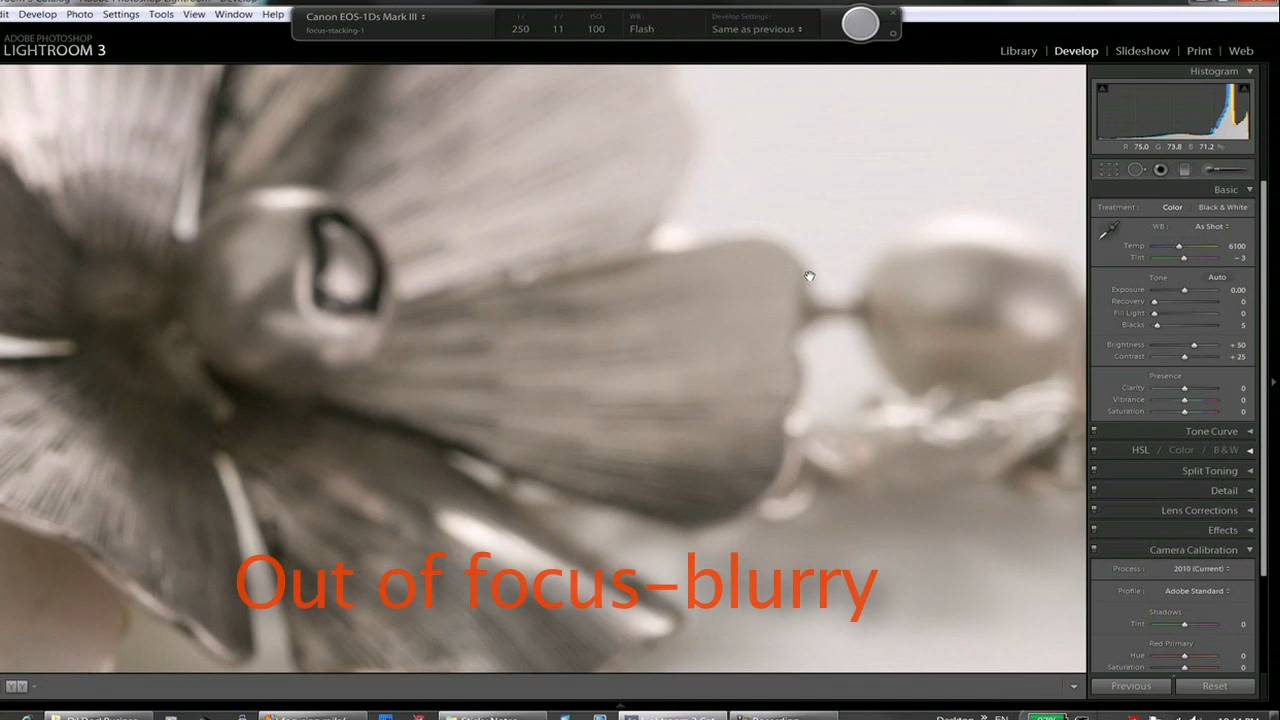 Develop Photo Settings Tools View Window Help
Canon EOS-1Ds Mark III
focus-stacking-1
1/ f/ ISO WB: Develop Settings:
250 11 100 Flash Same as previous
ADOBE PHOTOSHOP
LIGHTROOM 3
Library | Develop | Slideshow | Print | Web
Histogram
R 75.0 G 73.8 B 71.2 %
Basic
Treatment: Color Black & White
WB: As Shot
Temp 6100
Tint - 3
Tone Auto
Exposure 0.00
Recovery 0
Fill Light 0
Blacks 5
Brightness + 50
Contrast + 25
Presence
Clarity 0
Vibrance 0
Saturation 0
Tone Curve
HSL / Color / B & W
Split Toning
Detail
Lens Corrections
Effects
Camera Calibration
Process: 2010 (Current)
Profile: Adobe Standard
Shadows
Tint 0
Red Primary
Hue 0
Saturation 0
Previous Reset
Out of focus-blurry
YY